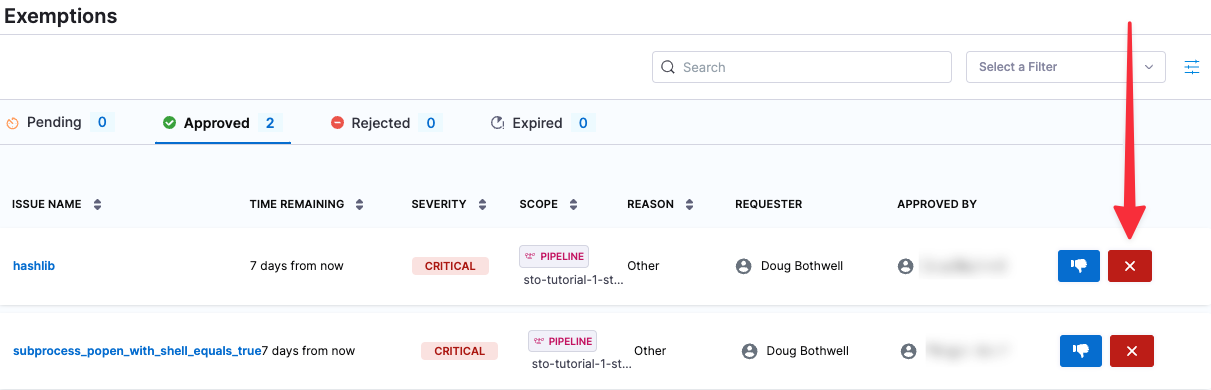 Exemptions
Search
Select a Filter
Pending 0 Approved 2 Rejected 0 Expired 0
ISSUE NAME TIME REMAINING SEVERITY SCOPE REASON REQUESTER APPROVED BY
hashlib 7 days from now CRITICAL PIPELINE Other Doug Bothwell
sto-tutorial-1-st...
subprocess_popen_with_shell_equals_true 7 days from now CRITICAL PIPELINE Other Doug Bothwell
sto-tutorial-1-st...